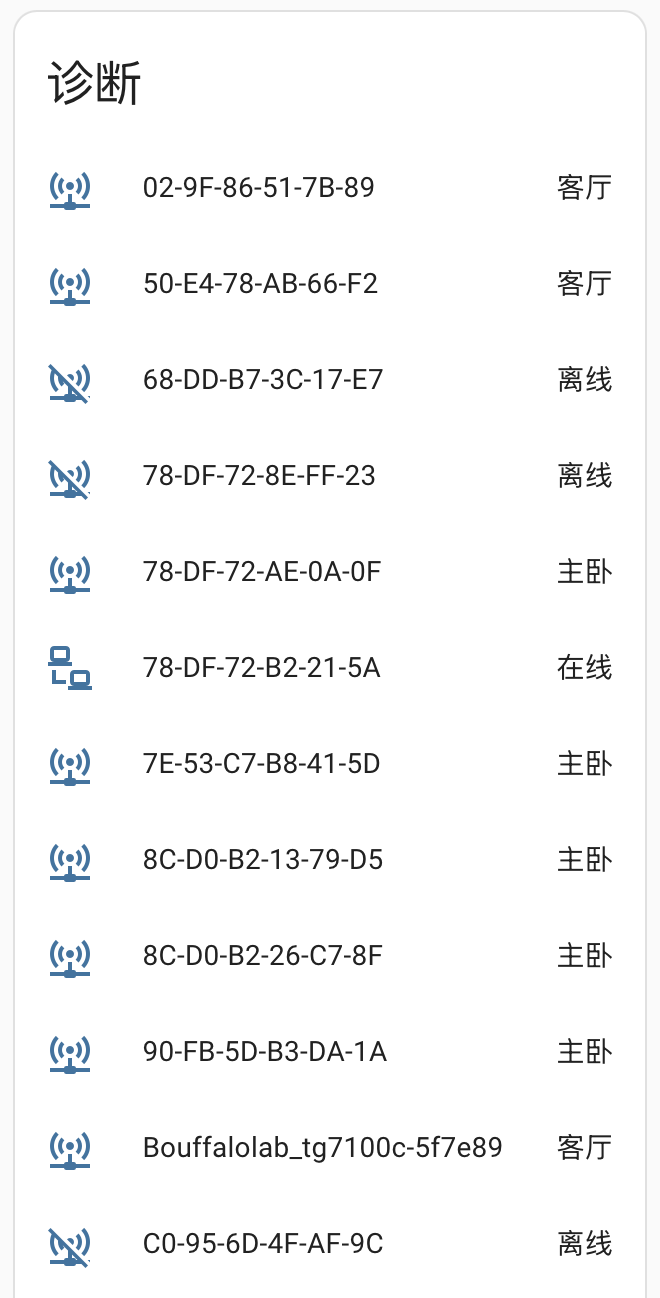 诊断
02-9F-86-51-7B-89 客厅
50-E4-78-AB-66-F2 客厅
68-DD-B7-3C-17-E7 离线
78-DF-72-8E-FF-23 离线
78-DF-72-AE-0A-0F 主卧
78-DF-72-B2-21-5A 在线
7E-53-C7-B8-41-5D 主卧
8C-D0-B2-13-79-D5 主卧
8C-D0-B2-26-C7-8F 主卧
90-FB-5D-B3-DA-1A 主卧
Bouffalolab_tg7100c-5f7e89 客厅
C0-95-6D-4F-AF-9C 离线